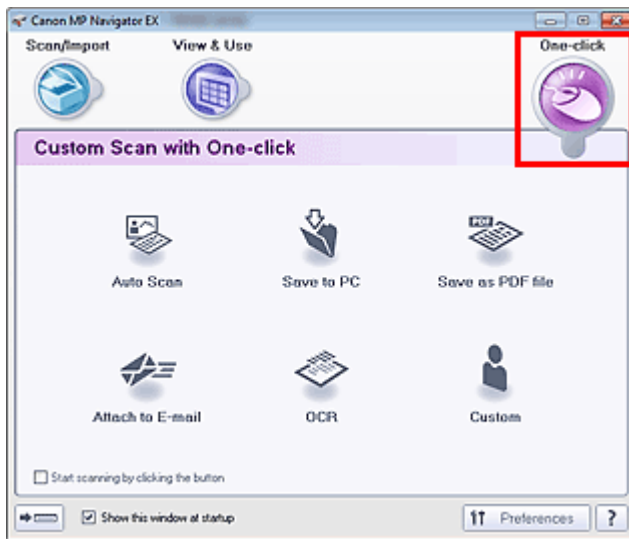 Canon MP Navigator EX
Scan/Import View & Use One-click
Custom Scan with One-click
Auto Scan Save to PC Save as PDF file
PDF
Attach to E-mail OCR Custom
Start scanning by clicking the button
Show this window at startup Preferences ?